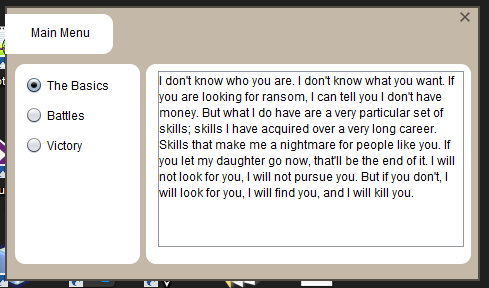 Main Menu
The Basics
Battles
Victory
I don't know who you are. I don't know what you want. If
you are looking for ransom, I can tell you I don't have
money. But what I do have are a very particular set of
skills; skills I have acquired over a very long career.
Skills that make me a nightmare for people like you. If
you let my daughter go now, that'll be the end of it. I will
not look for you, I will not pursue you. But if you don't, I
will look for you, I will find you, and I will kill you.